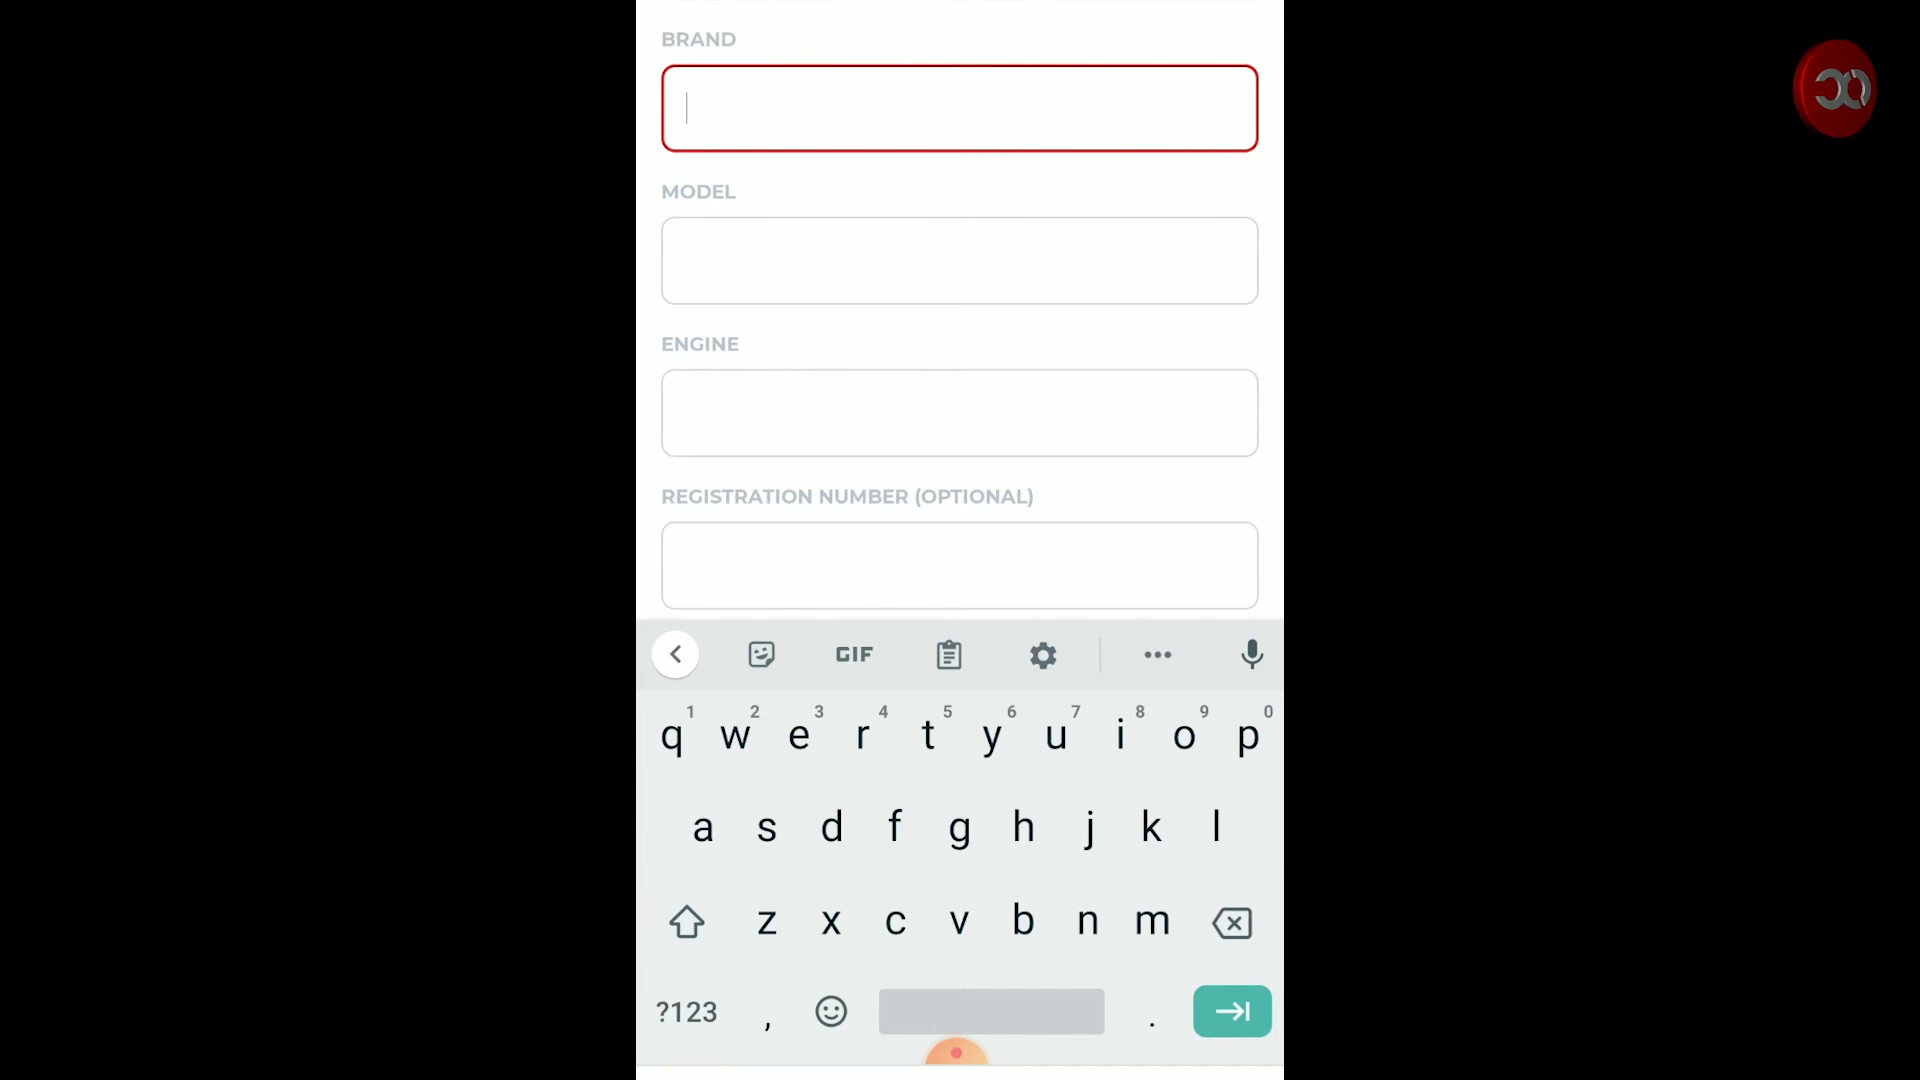 BRAND
MODEL
ENGINE
REGISTRATION NUMBER (OPTIONAL)
GIF
1 2 3 4 5 6 7 8 9 0
q w e r t y u i o p
a s d f g h j k l
z x c v b n m
?123 , .